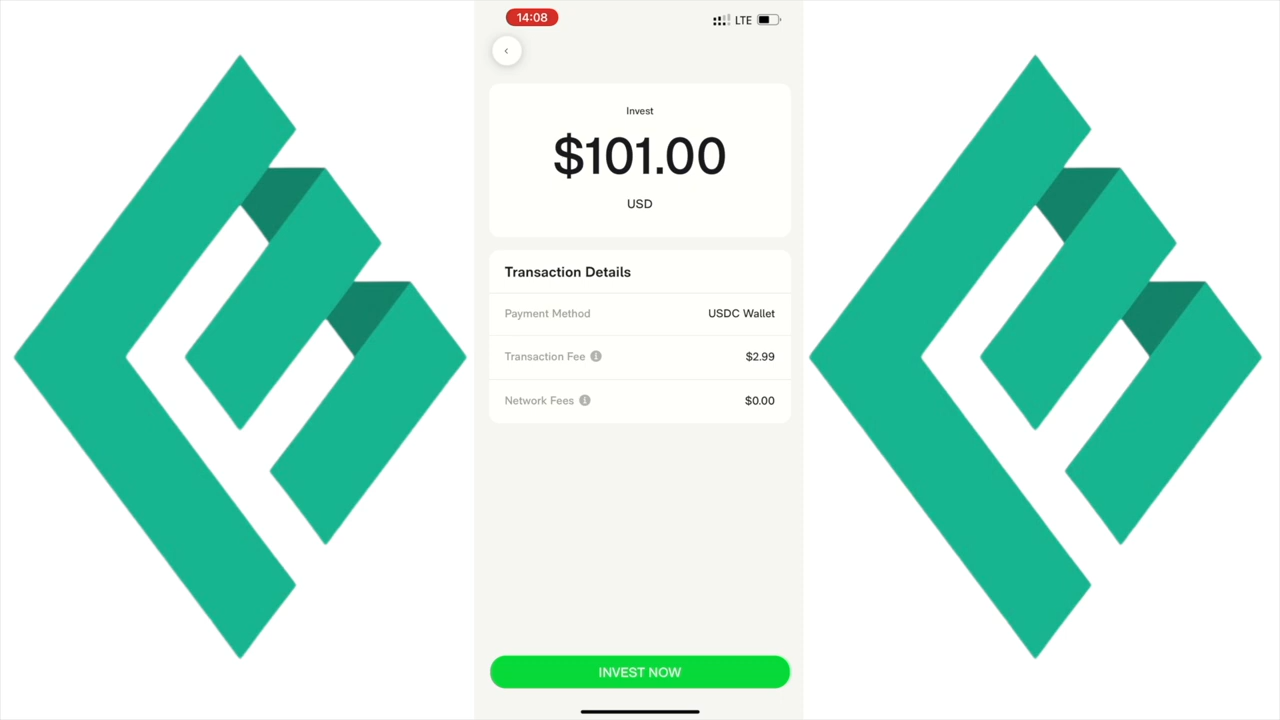 14:08
LTE
Invest
$101.00
USD
Transaction Details
Payment Method USDC Wallet
Transaction Fee $2.99
Network Fees $0.00
INVEST NOW